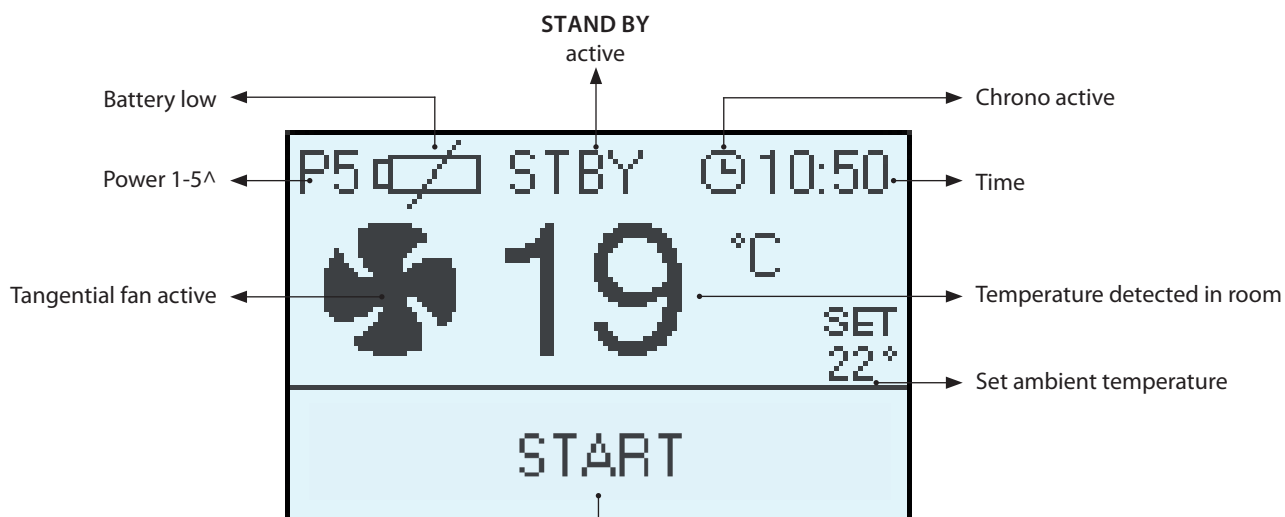 STAND BY
active
Battery low
Chrono active
P5 STBY 10:50
Power 1-5^
Time
°C
19
Tangential fan active
Temperature detected in room
SET
22°
Set ambient temperature
START